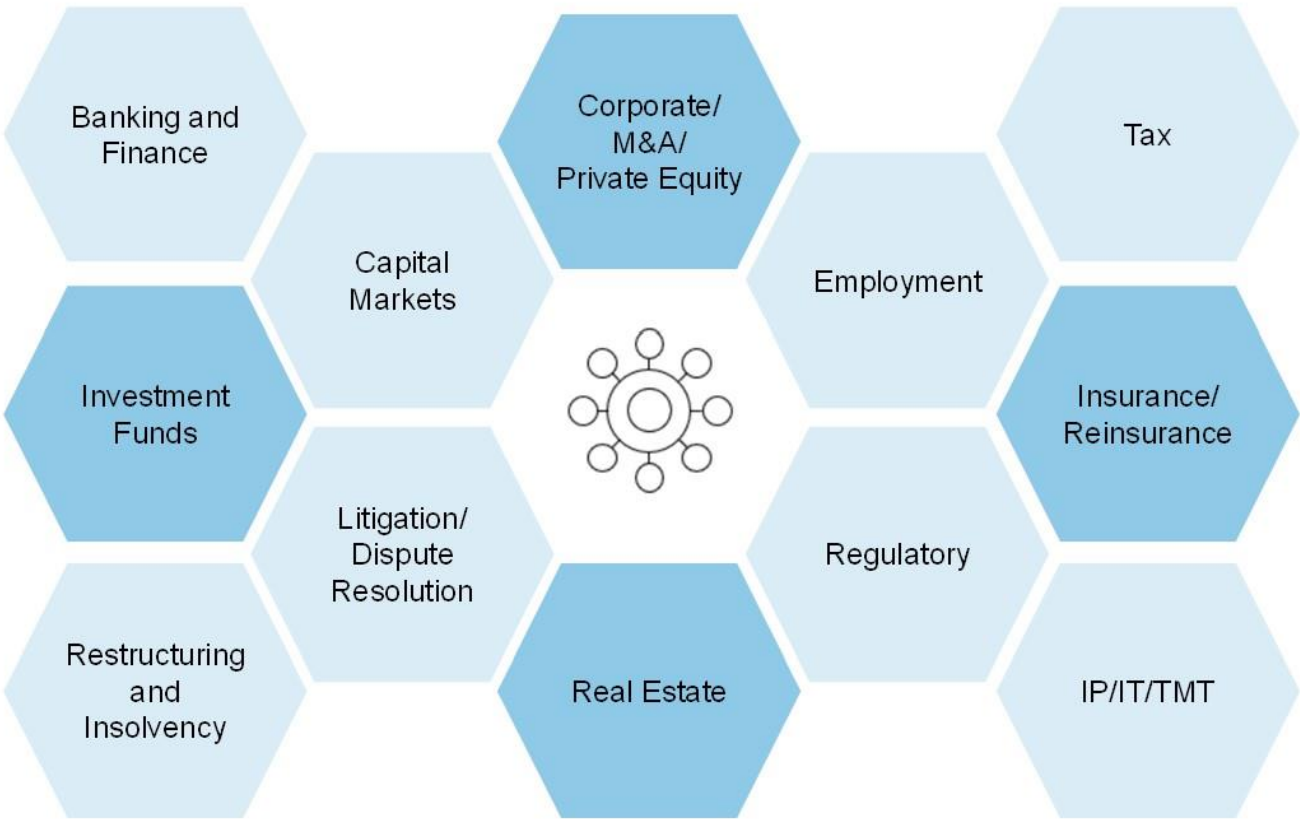 Banking and
Finance
Corporate/
M&A/
Private Equity
Tax
Capital
Markets
Employment
Investment
Funds
Insurance/
Reinsurance
Litigation/
Dispute
Resolution
Regulatory
Restructuring
and
Insolvency
Real Estate
IP/IT/TMT